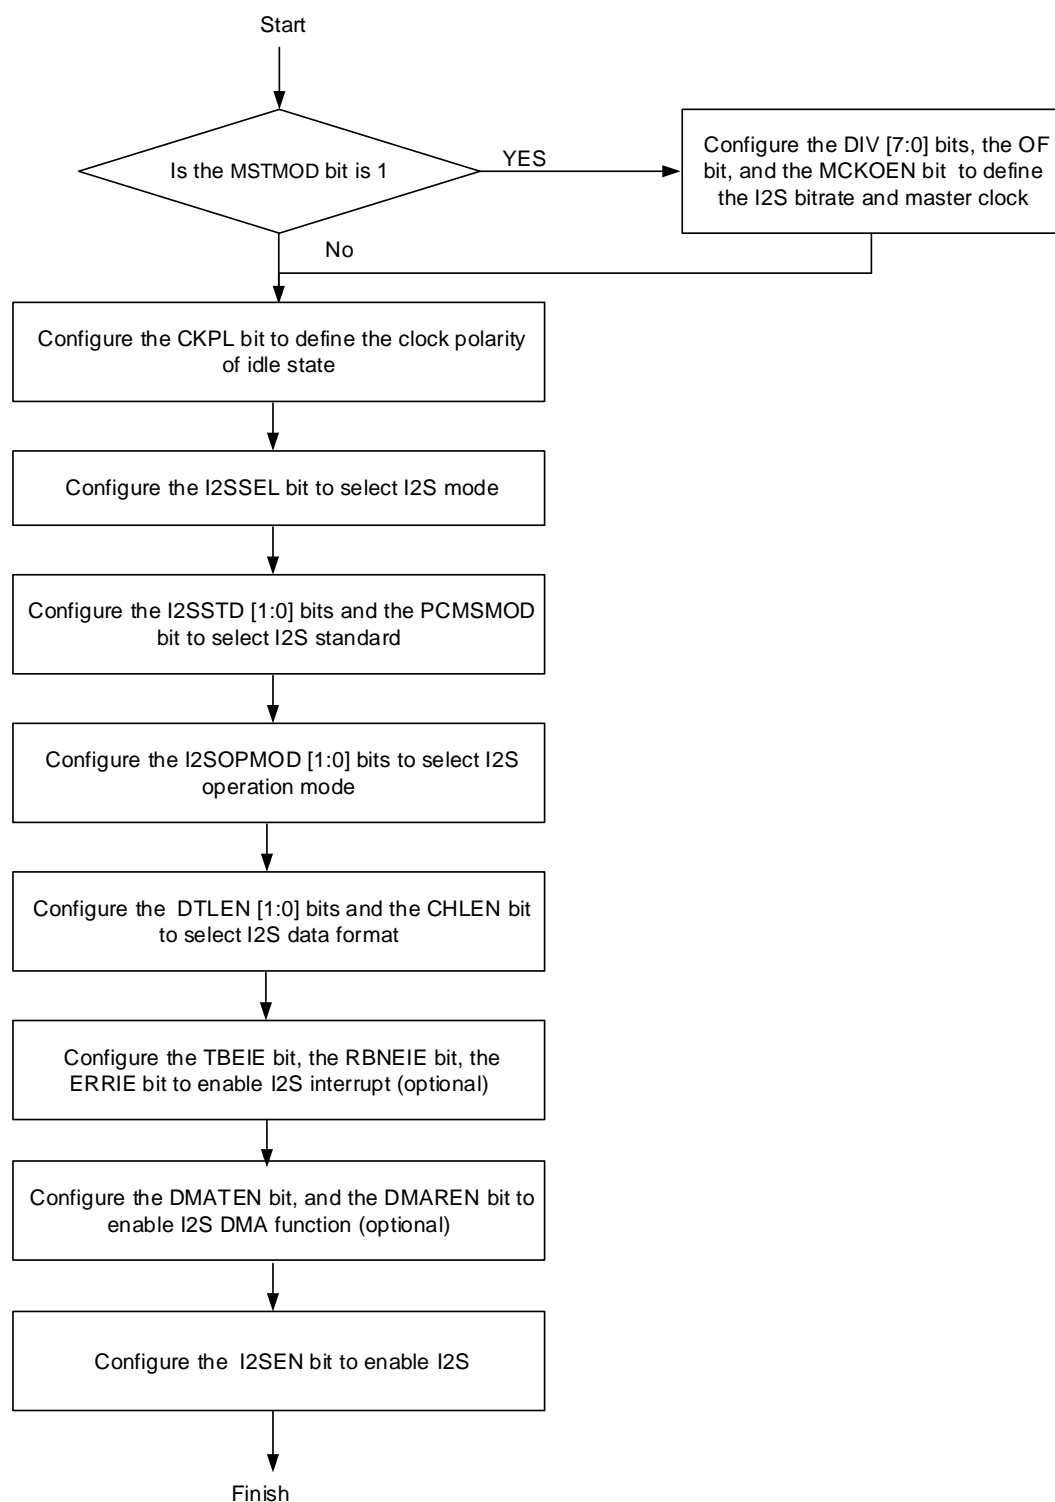 Start
Is the MSTMOD bit is 1
YES
Configure the DIV [7:0] bits, the OF
bit, and the MCKOEN bit to define
the I2S bitrate and master clock
No
Configure the CKPL bit to define the clock polarity
of idle state
Configure the I2SSEL bit to select I2S mode
Configure the I2SSTD [1:0] bits and the PCMSMOD
bit to select I2S standard
Configure the I2SOPMOD [1:0] bits to select I2S
operation mode
Configure the DTLEN [1:0] bits and the CHLEN bit
to select I2S data format
Configure the TBEIE bit, the RBNEIE bit, the
ERRIE bit to enable I2S interrupt (optional)
Configure the DMATEN bit, and the DMAREN bit to
enable I2S DMA function (optional)
Configure the I2SEN bit to enable I2S
Finish